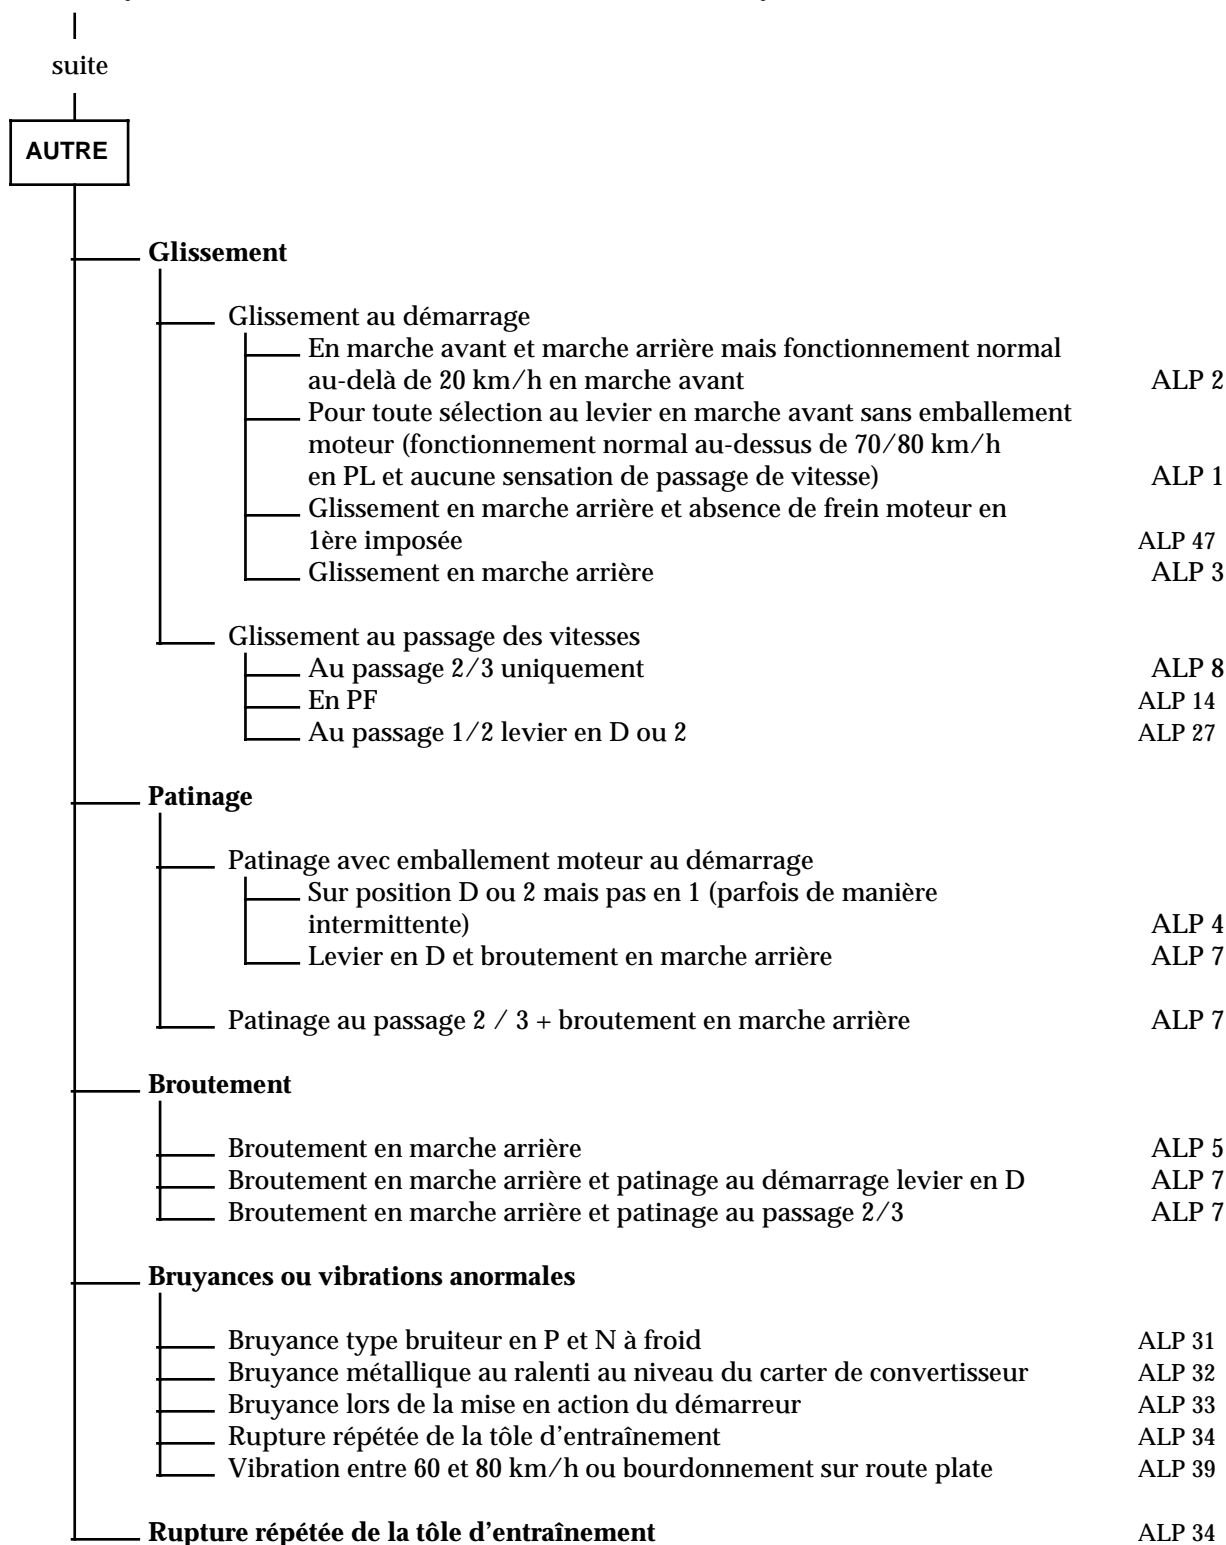 suite
AUTRE
Glissement
Glissement au démarrage
En marche avant et marche arrière mais fonctionnement normal
au-delà de 20 km/h en marche avant ALP 2
Pour toute sélection au levier en marche avant sans emballement
moteur (fonctionnement normal au-dessus de 70/80 km/h
en PL et aucune sensation de passage de vitesse) ALP 1
Glissement en marche arrière et absence de frein moteur en
1ère imposée ALP 47
Glissement en marche arrière ALP 3
Glissement au passage des vitesses
Au passage 2/3 uniquement ALP 8
En PF ALP 14
Au passage 1/2 levier en D ou 2 ALP 27
Patinage
Patinage avec emballement moteur au démarrage
Sur position D ou 2 mais pas en 1 (parfois de manière
intermittente) ALP 4
Levier en D et broutement en marche arrière ALP 7
Patinage au passage 2 / 3 + broutement en marche arrière ALP 7
Broutement
Broutement en marche arrière ALP 5
Broutement en marche arrière et patinage au démarrage levier en D ALP 7
Broutement en marche arrière et patinage au passage 2/3 ALP 7
Bruyances ou vibrations anormales
Bruyance type bruiteur en P et N à froid ALP 31
Bruyance métallique au ralenti au niveau du carter de convertisseur ALP 32
Bruyance lors de la mise en action du démarreur ALP 33
Rupture répétée de la tôle d'entraînement ALP 34
Vibration entre 60 et 80 km/h ou bourdonnement sur route plate ALP 39
Rupture répétée de la tôle d'entraînement ALP 34